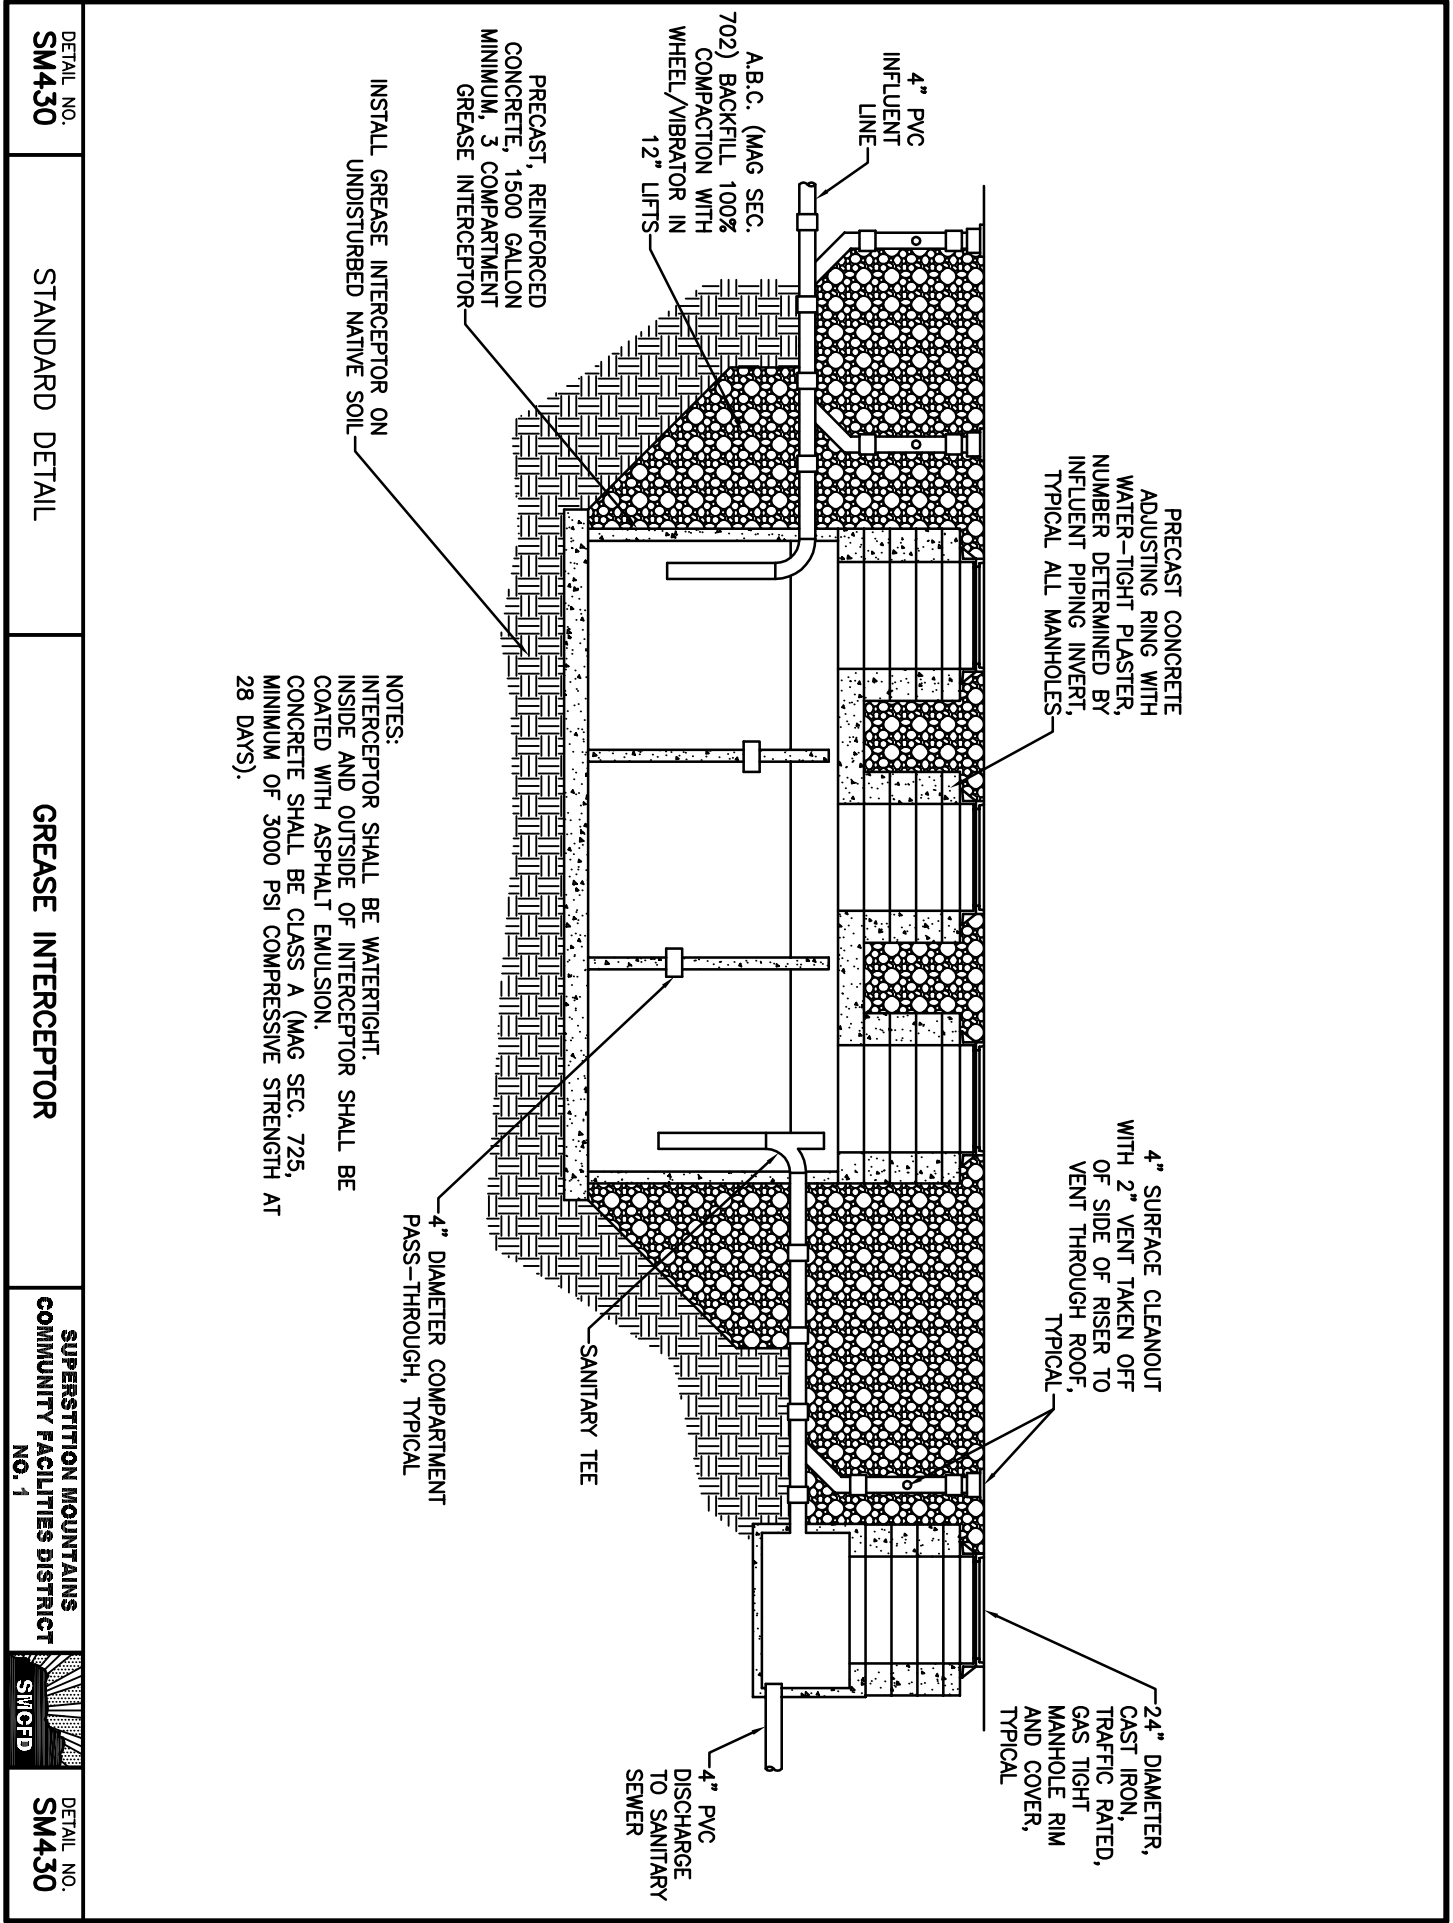 4" PVC
INFLUENT
LINE
A.B.C. (MAG SEC.
702) BACKFILL 100%
COMPACTION WITH
WHEEL/VIBRATOR IN
12" LIFTS
PRECAST, REINFORCED
CONCRETE, 1500 GALLON
MINIMUM, 3 COMPARTMENT
GREASE INTERCEPTOR
INSTALL GREASE INTERCEPTOR ON
UNDISTURBED NATIVE SOIL
PRECAST CONCRETE
ADJUSTING RING WITH
WATER-TIGHT PLASTER,
NUMBER DETERMINED BY
INFLUENT PIPING INVERT,
TYPICAL ALL MANHOLES
4" SURFACE CLEANOUT
WITH 2" VENT TAKEN OFF
OF SIDE OF RISER TO
VENT THROUGH ROOF,
TYPICAL
24" DIAMETER,
CAST IRON,
TRAFFIC RATED,
GAS TIGHT
MANHOLE RIM
AND COVER,
TYPICAL
4" PVC
DISCHARGE
TO SANITARY
SEWER
SANITARY TEE
4" DIAMETER COMPARTMENT
PASS-THROUGH, TYPICAL
NOTES:
INTERCEPTOR SHALL BE WATERTIGHT.
INSIDE AND OUTSIDE OF INTERCEPTOR SHALL BE
COATED WITH ASPHALT EMULSION.
CONCRETE SHALL BE CLASS A (MAG SEC. 725,
MINIMUM OF 3000 PSI COMPRESSIVE STRENGTH AT
28 DAYS).
DETAIL NO.
SM430
STANDARD DETAIL
GREASE INTERCEPTOR
SUPERSTITION MOUNTAINS
COMMUNITY FACILITIES DISTRICT
NO. 1
SMCFD
DETAIL NO.
SM430